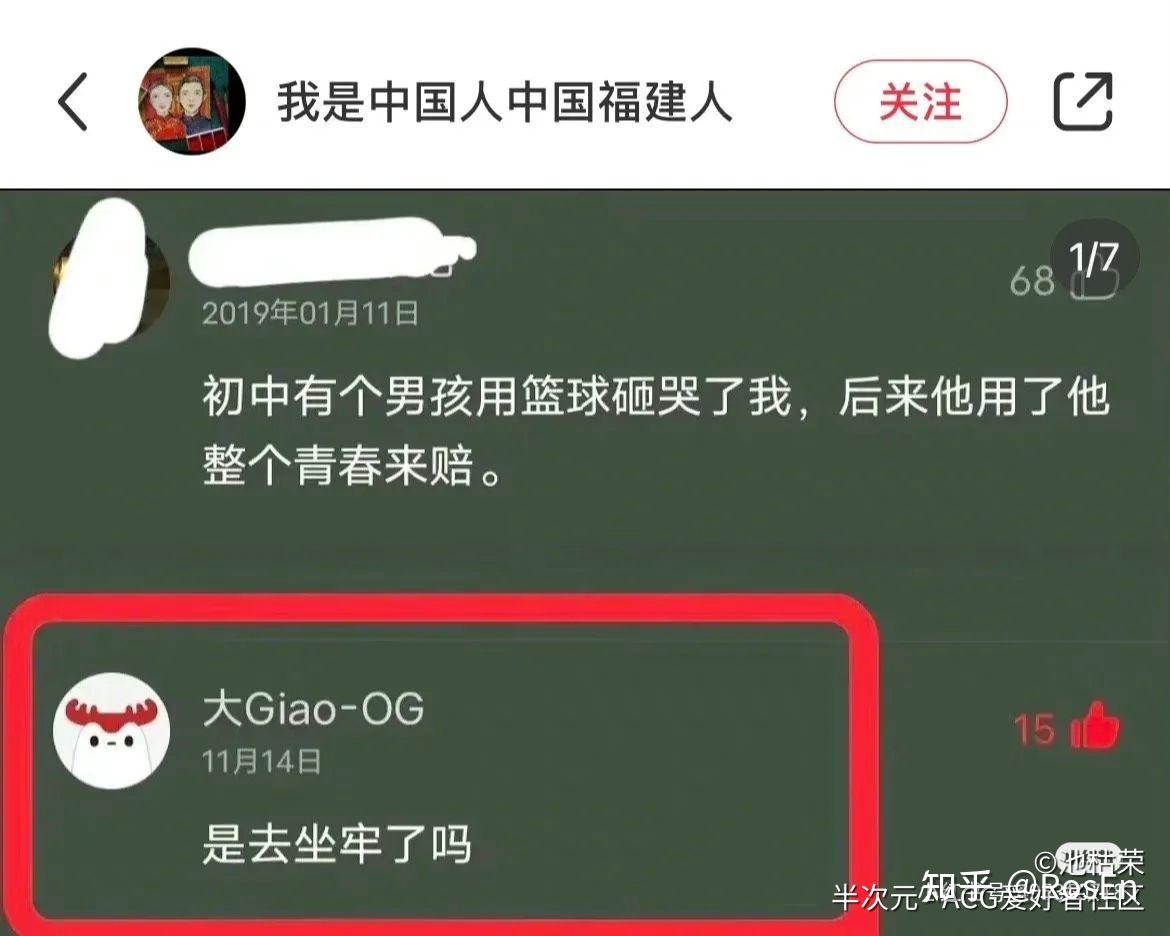 我是中国人中国福建人
关注
1/7
68
2019年01月11日
初中有个男孩用篮球砸哭了我，后来他用了他
整个青春来赔。
大Giao-OG
15
11月14日
是去坐牢了吗
©池枯荣
知乎 @RosEn
半次元-ACG爱好者社区